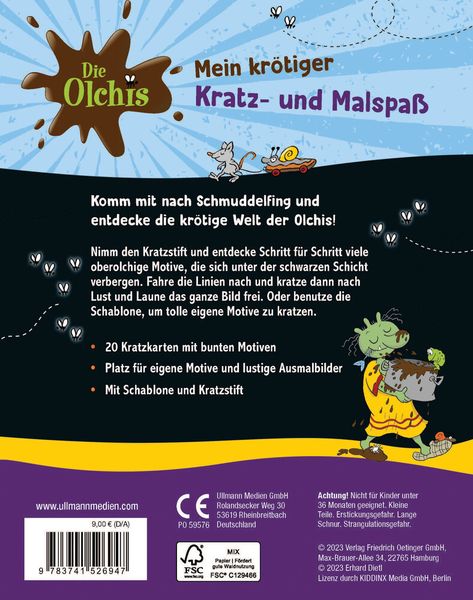 Die
Olchis
Mein krötiger
Kratz- und Malspaß
Komm mit nach Schmuddelfing und
entdecke die krötige Welt der Olchis!
Nimm den Kratzstift und entdecke Schritt für Schritt viele
oberolchige Motive, die sich unter der schwarzen Schicht
verbergen. Fahre die Linien nach und kratze dann nach
Lust und Laune das ganze Bild frei. Oder benutze die
Schablone, um tolle eigene Motive zu kratzen.
• 20 Kratzkarten mit bunten Motiven
• Platz für eigene Motive und lustige Ausmalbilder
• Mit Schablone und Kratzstift
www.ullmannmedien.com
9,00 € (D/A)
9 783741 526947
CE
PO 59576
Ullmann Medien GmbH
Rolandsecker Weg 30
53619 Rheinbreitbach
Deutschland
FSC
www.fsc.org
MIX
Papier | Fördert
gute Waldnutzung
FSC® C129466
Achtung! Nicht für Kinder unter
36 Monaten geeignet. Kleine
Teile. Erstickungsgefahr. Lange
Schnur. Strangulationsgefahr.
© 2023 Verlag Friedrich Oetinger GmbH,
Max-Brauer-Allee 34, 22765 Hamburg
© 2023 Erhard Dietl
Lizenz durch KIDDINX Media GmbH, Berlin